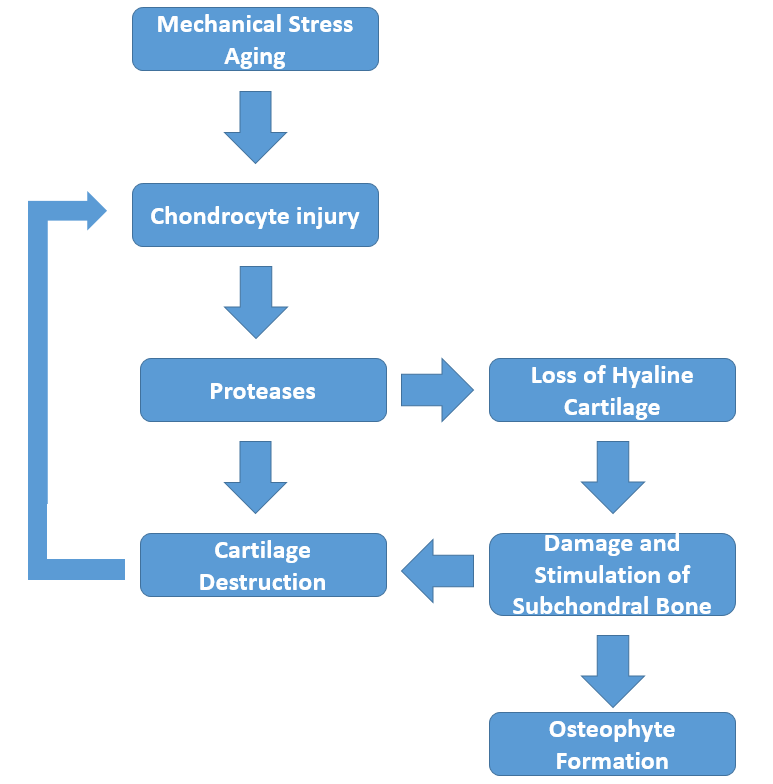 Mechanical Stress
Aging
Chondrocyte injury
Proteases
Loss of Hyaline
Cartilage
Cartilage
Destruction
Damage and
Stimulation of
Subchondral Bone
Osteophyte
Formation